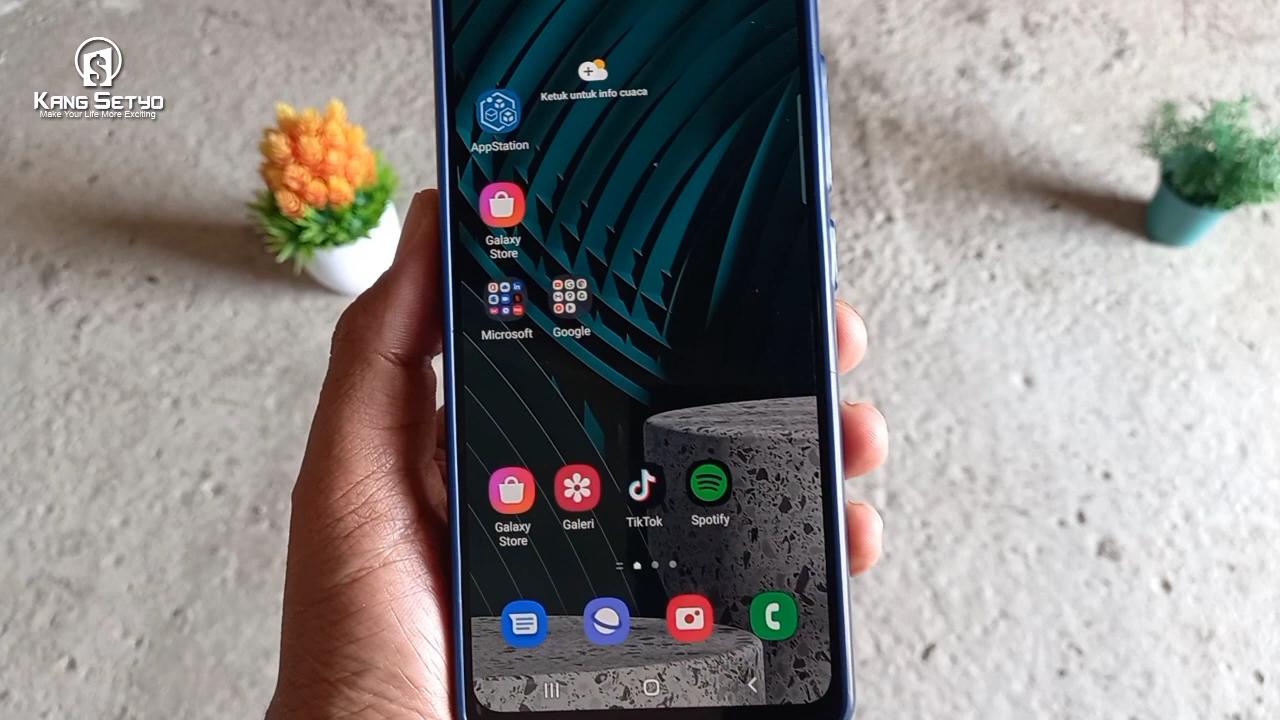 KANG SETYO
Make Your Life More Exciting
Ketuk untuk info cuaca
AppStation
Galaxy
Store
Microsoft
Google
Galaxy
Store
Galeri
TikTok
Spotify